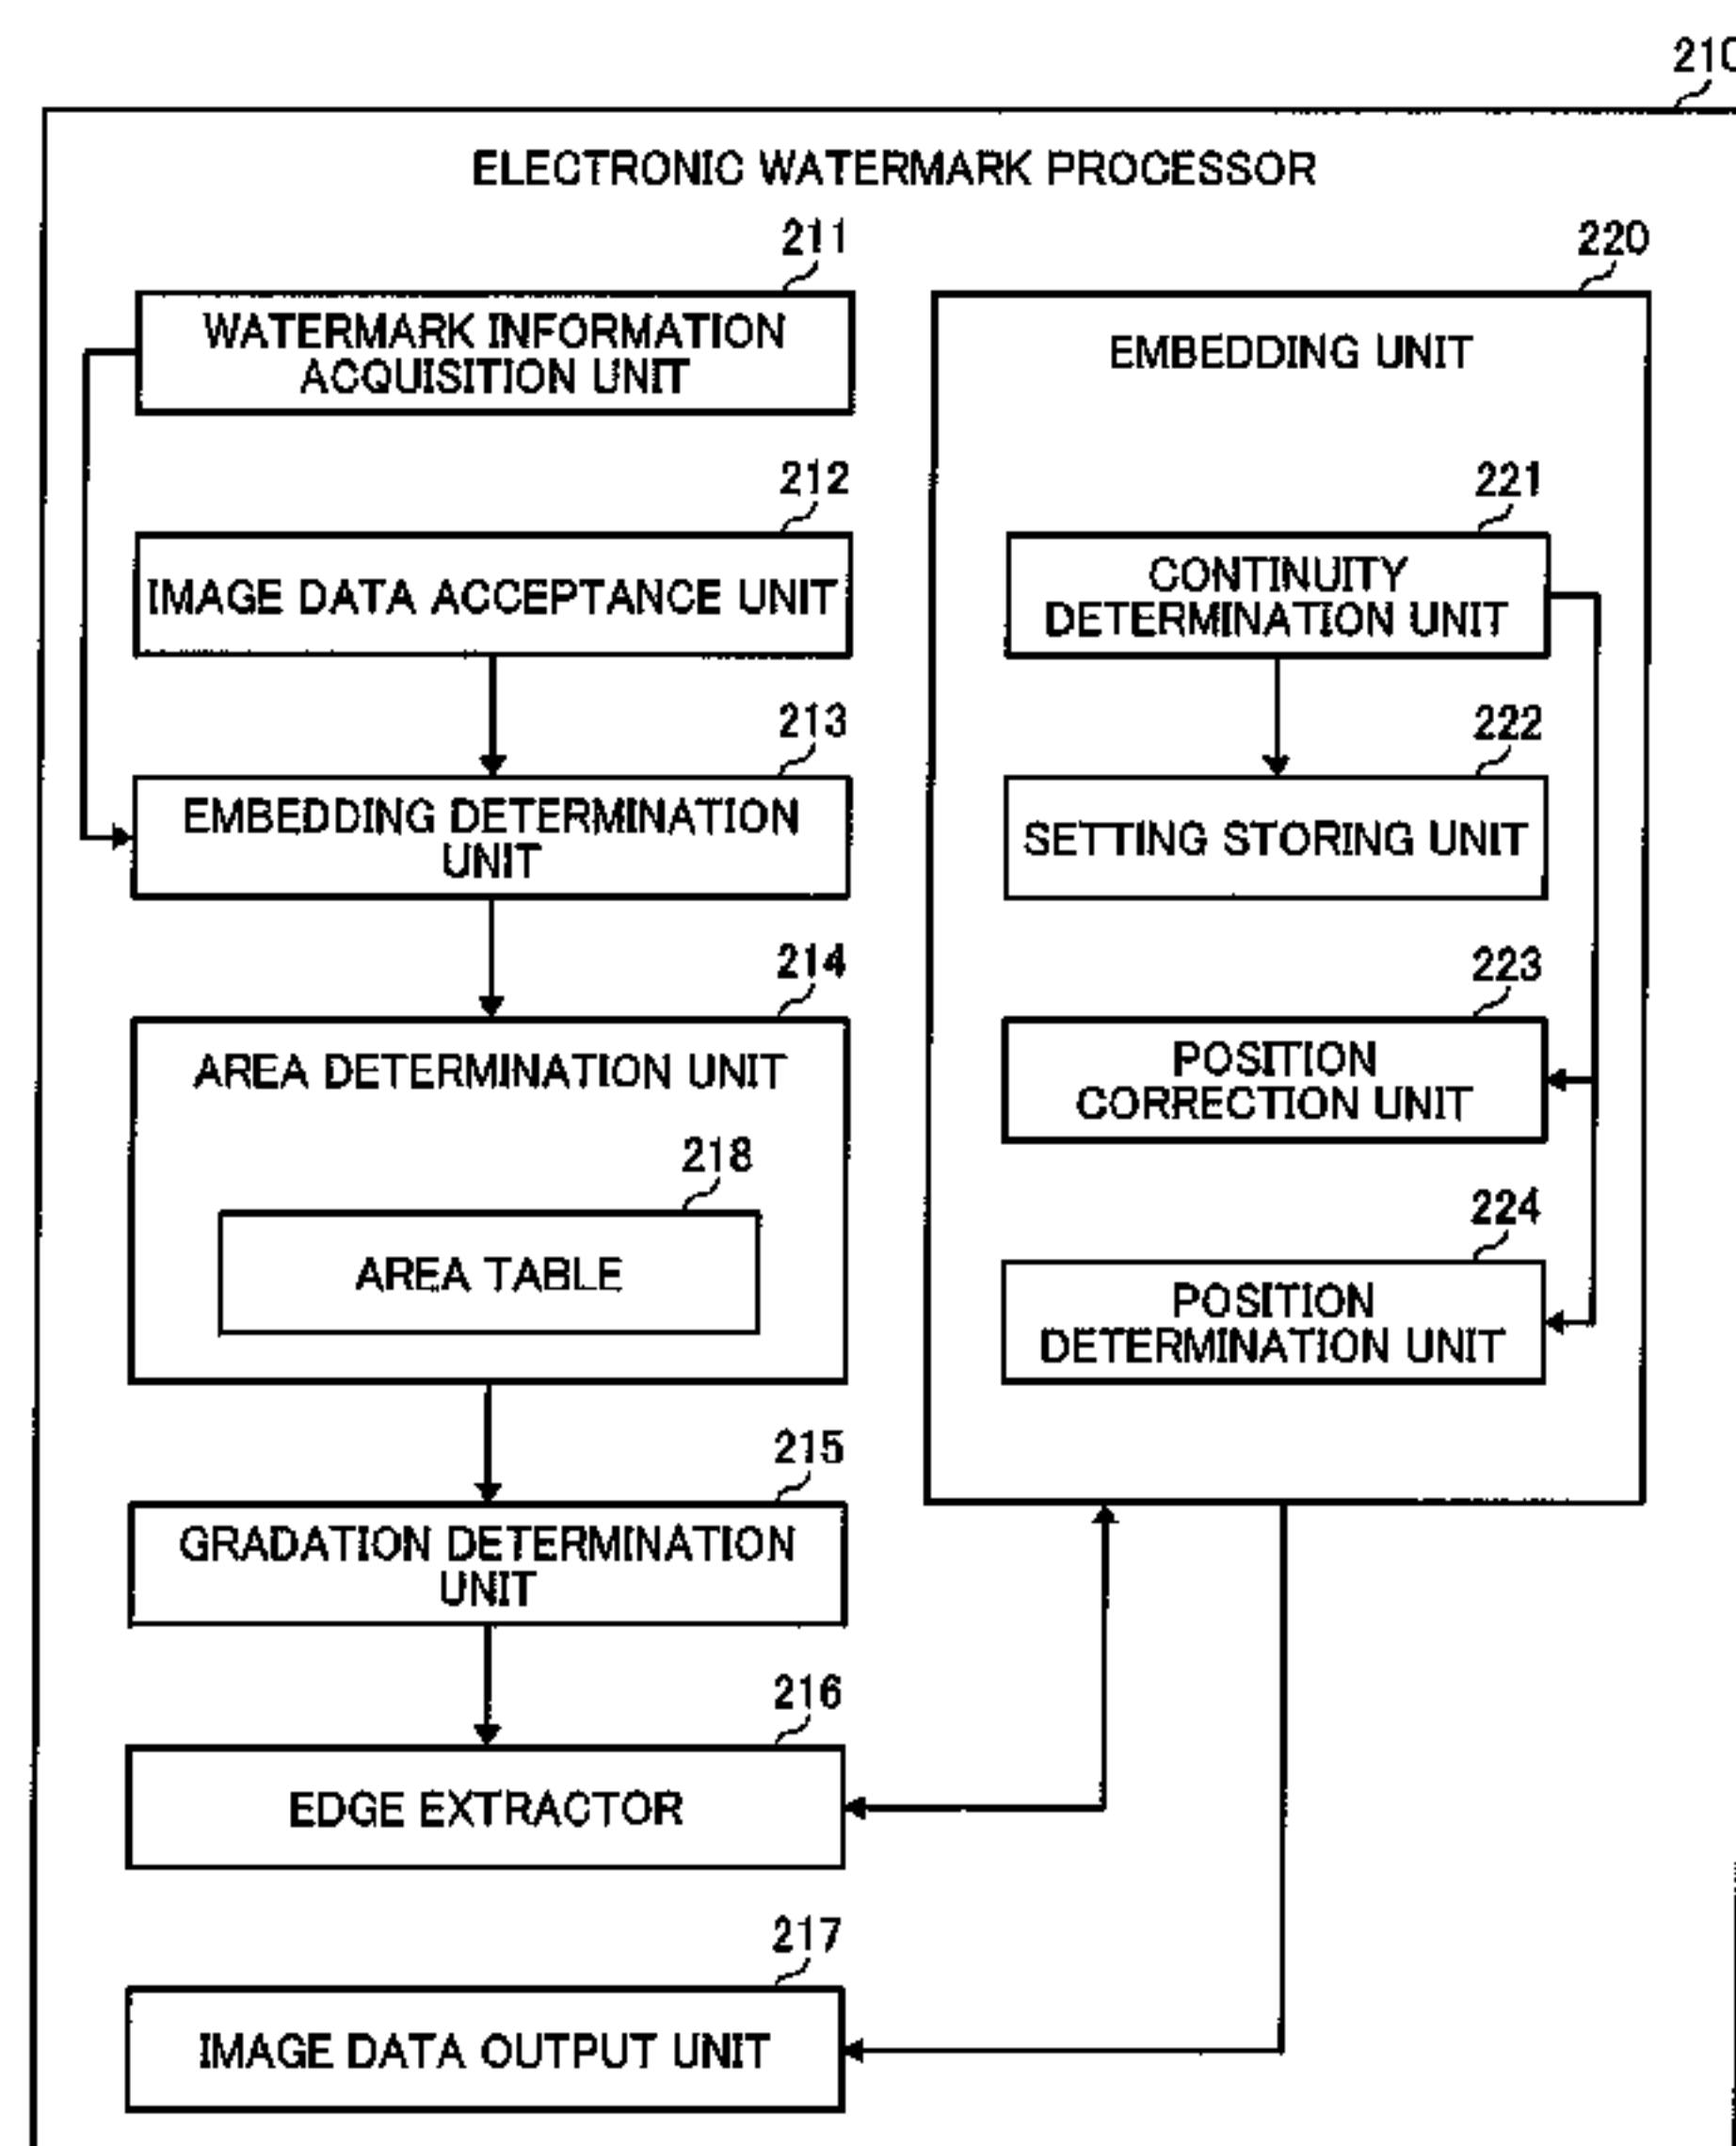 210
ELECTRONIC WATERMARK PROCESSOR
211
WATERMARK INFORMATION
ACQUISITION UNIT
212
IMAGE DATA ACCEPTANCE UNIT
213
EMBEDDING DETERMINATION
UNIT
214
AREA DETERMINATION UNIT
218
AREA TABLE
215
GRADATION DETERMINATION
UNIT
216
EDGE EXTRACTOR
217
IMAGE DATA OUTPUT UNIT
220
EMBEDDING UNIT
221
CONTINUITY
DETERMINATION UNIT
222
SETTING STORING UNIT
223
POSITION
CORRECTION UNIT
224
POSITION
DETERMINATION UNIT